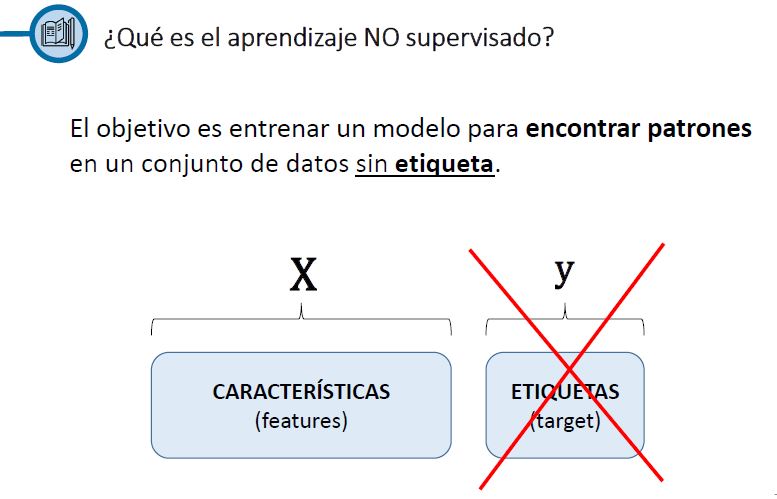 ¿Qué es el aprendizaje NO supervisado?
El objetivo es entrenar un modelo para encontrar patrones
en un conjunto de datos sin etiqueta.
X
y
CARACTERÍSTICAS
(features)
ETIQUETAS
(target)